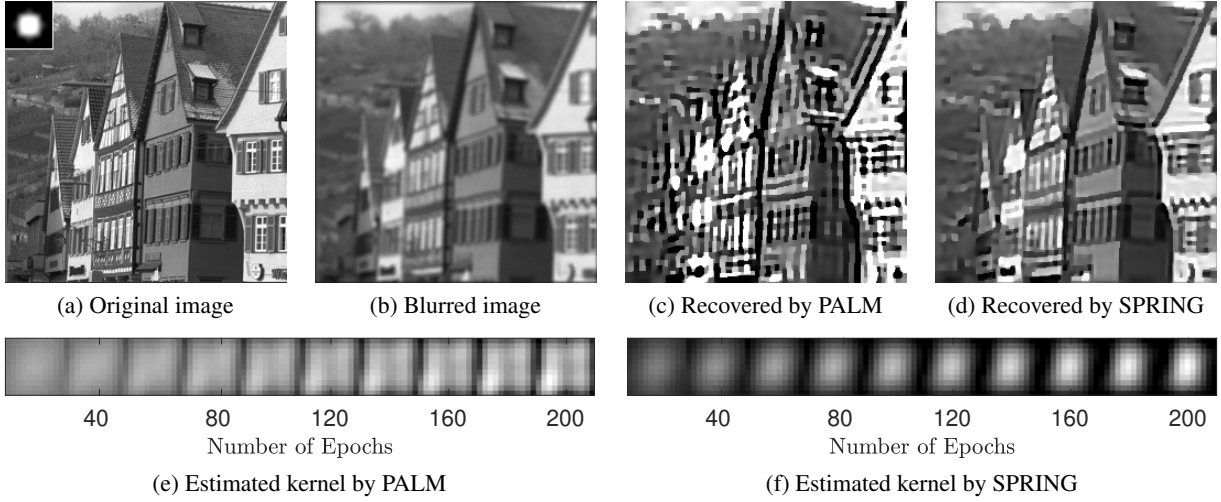 (a) Original image
(b) Blurred image
(c) Recovered by PALM
(d) Recovered by SPRING
40 80 120 160 200
Number of Epochs
(e) Estimated kernel by PALM
40 80 120 160 200
Number of Epochs
(f) Estimated kernel by SPRING